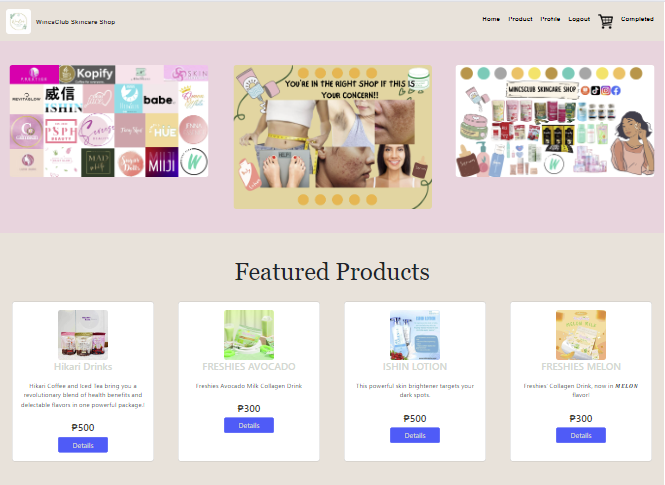 WincaClub Skincare Shop
Home Product Profile Logout Completed
Kopify
SKIN
REVITAGLOW
威信
ISHIN
babe.
PSPH
HUE
MAD
MIJI
W
YOU'RE IN THE RIGHT SHOP IF THIS IS
YOUR CONCERN!!
HELP!
WINCSCLUB SKINCARE SHOP
W
Featured Products
Hikari Drinks
Hikari Coffee and Iced Tea bring you a
revolutionary blend of health benefits and
delectable flavors in one powerful package!
₱500
Details
FRESHIES AVOCADO
Freshies Avocado Milk Collagen Drink
₱300
Details
ISHIN LOTION
This powerful skin brightener targets your
dark spots.
₱500
Details
FRESHIES MELON
Freshies' Collagen Drink, now in MELON
flavor!
₱300
Details